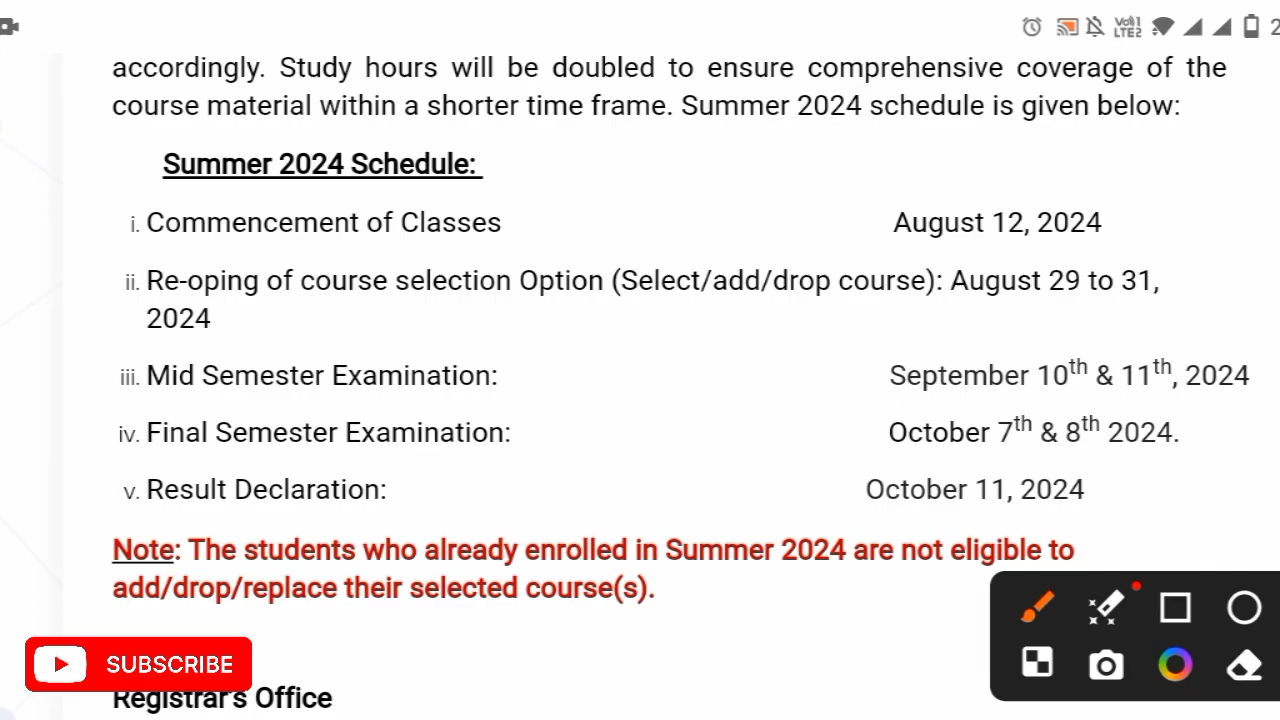 Voll) 1
LTE2
2
accordingly. Study hours will be doubled to ensure comprehensive coverage of the
course material within a shorter time frame. Summer 2024 schedule is given below:
Summer 2024 Schedule:
i. Commencement of Classes August 12, 2024
ii. Re-oping of course selection Option (Select/add/drop course): August 29 to 31,
2024
iii. Mid Semester Examination: September 10th & 11th, 2024
iv. Final Semester Examination: October 7th & 8th 2024.
v. Result Declaration: October 11, 2024
Note: The students who already enrolled in Summer 2024 are not eligible to
add/drop/replace their selected course(s).
SUBSCRIBE
Registrar's Office